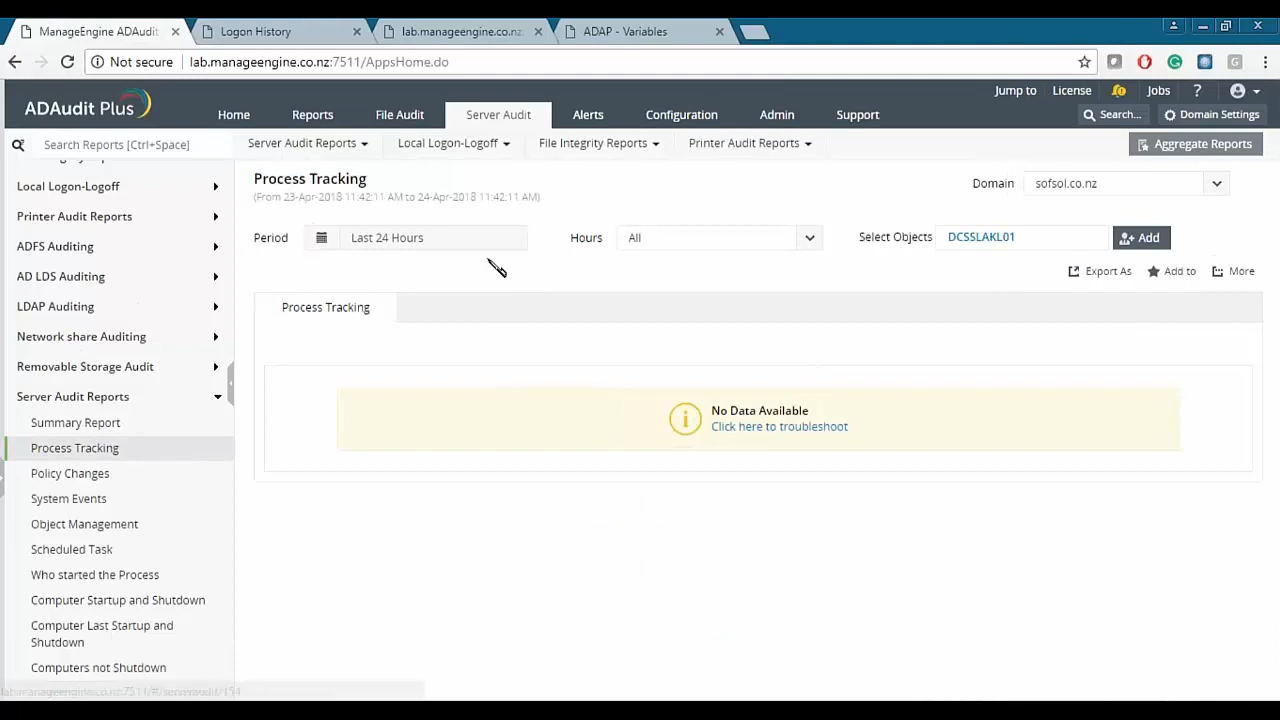 ManageEngine ADAudit
Logon History
lab.manageengine.co.nz:
ADAP - Variables
Not secure
lab.manageengine.co.nz:7511/AppsHome.do
ADAudit Plus
Jump to
License
Jobs
?
Home
Reports
File Audit
Server Audit
Alerts
Configuration
Admin
Support
Search...
Domain Settings
Search Reports [Ctrl+Space]
Server Audit Reports
Local Logon-Logoff
File Integrity Reports
Printer Audit Reports
Aggregate Reports
Local Logon-Logoff
Printer Audit Reports
ADFS Auditing
AD LDS Auditing
LDAP Auditing
Network share Auditing
Removable Storage Audit
Server Audit Reports
Summary Report
Process Tracking
Policy Changes
System Events
Object Management
Scheduled Task
Who started the Process
Computer Startup and Shutdown
Computer Last Startup and
Shutdown
Computers not Shutdown
Process Tracking
(From 23-Apr-2018 11:42:11 AM to 24-Apr-2018 11:42:11 AM)
Domain
sofsol.co.nz
Period
Last 24 Hours
Hours
All
Select Objects
DCSSLAKL01
Add
Export As
Add to
More
Process Tracking
No Data Available
Click here to troubleshoot